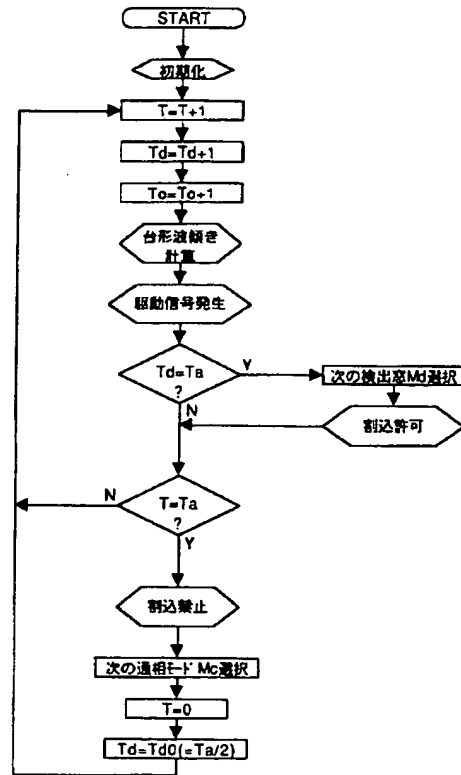 START
初期化
T=T+1
Td=Td+1
To=To+1
台形波傾き
計算
駆動信号発生
Td=Ta
?
Y
N
次の検出窓Md選択
割込許可
T=Ta
?
N
Y
割込禁止
次の通相モードMc選択
T=0
Td=Td0(=Ta/2)